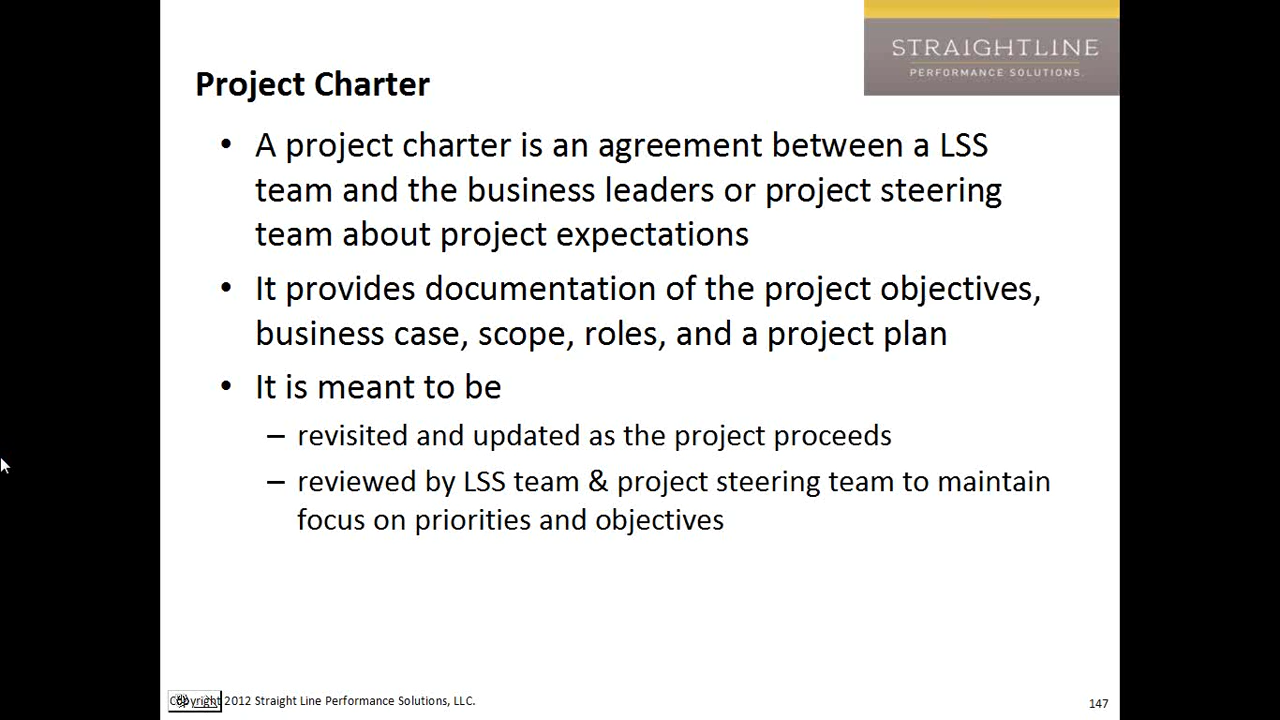 STRAIGHTLINE
PERFORMANCE SOLUTIONS
Project Charter
• A project charter is an agreement between a LSS
team and the business leaders or project steering
team about project expectations
• It provides documentation of the project objectives,
business case, scope, roles, and a project plan
• It is meant to be
– revisited and updated as the project proceeds
– reviewed by LSS team & project steering team to maintain
focus on priorities and objectives
Copyright 2012 Straight Line Performance Solutions, LLC.
147